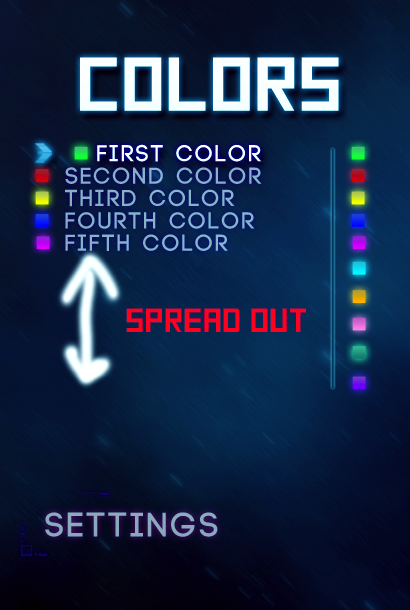 COLORS
FIRST COLOR
SECOND COLOR
THIRD COLOR
FOURTH COLOR
FIFTH COLOR
SPREAD OUT
SETTINGS